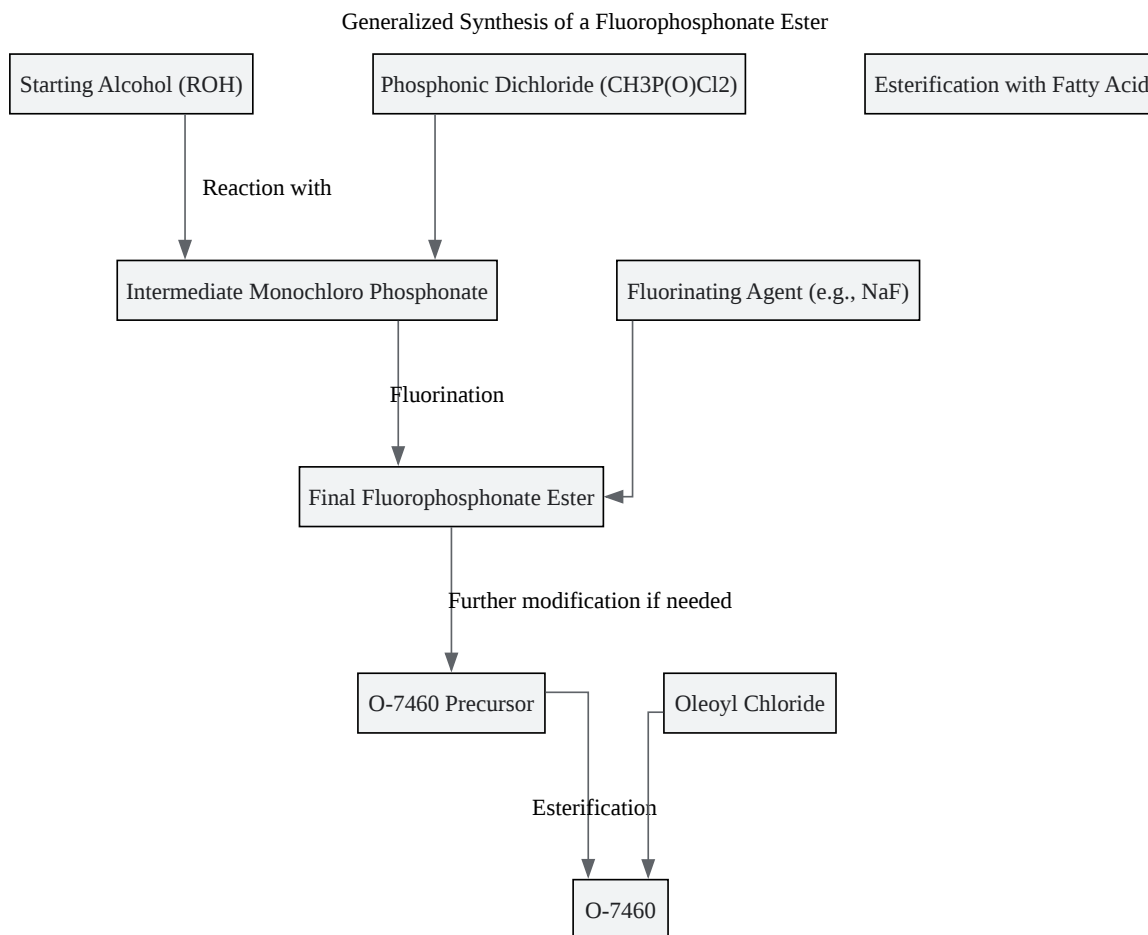 Generalized Synthesis of a Fluorophosphonate Ester
Starting Alcohol (ROH)
Phosphonic Dichloride (CH3P(O)Cl2)
Esterification with Fatty Acid
Reaction with
Intermediate Monochloro Phosphonate
Fluorinating Agent (e.g., NaF)
Fluorination
Final Fluorophosphonate Ester
Further modification if needed
O-7460 Precursor
Oleoyl Chloride
Esterification
O-7460